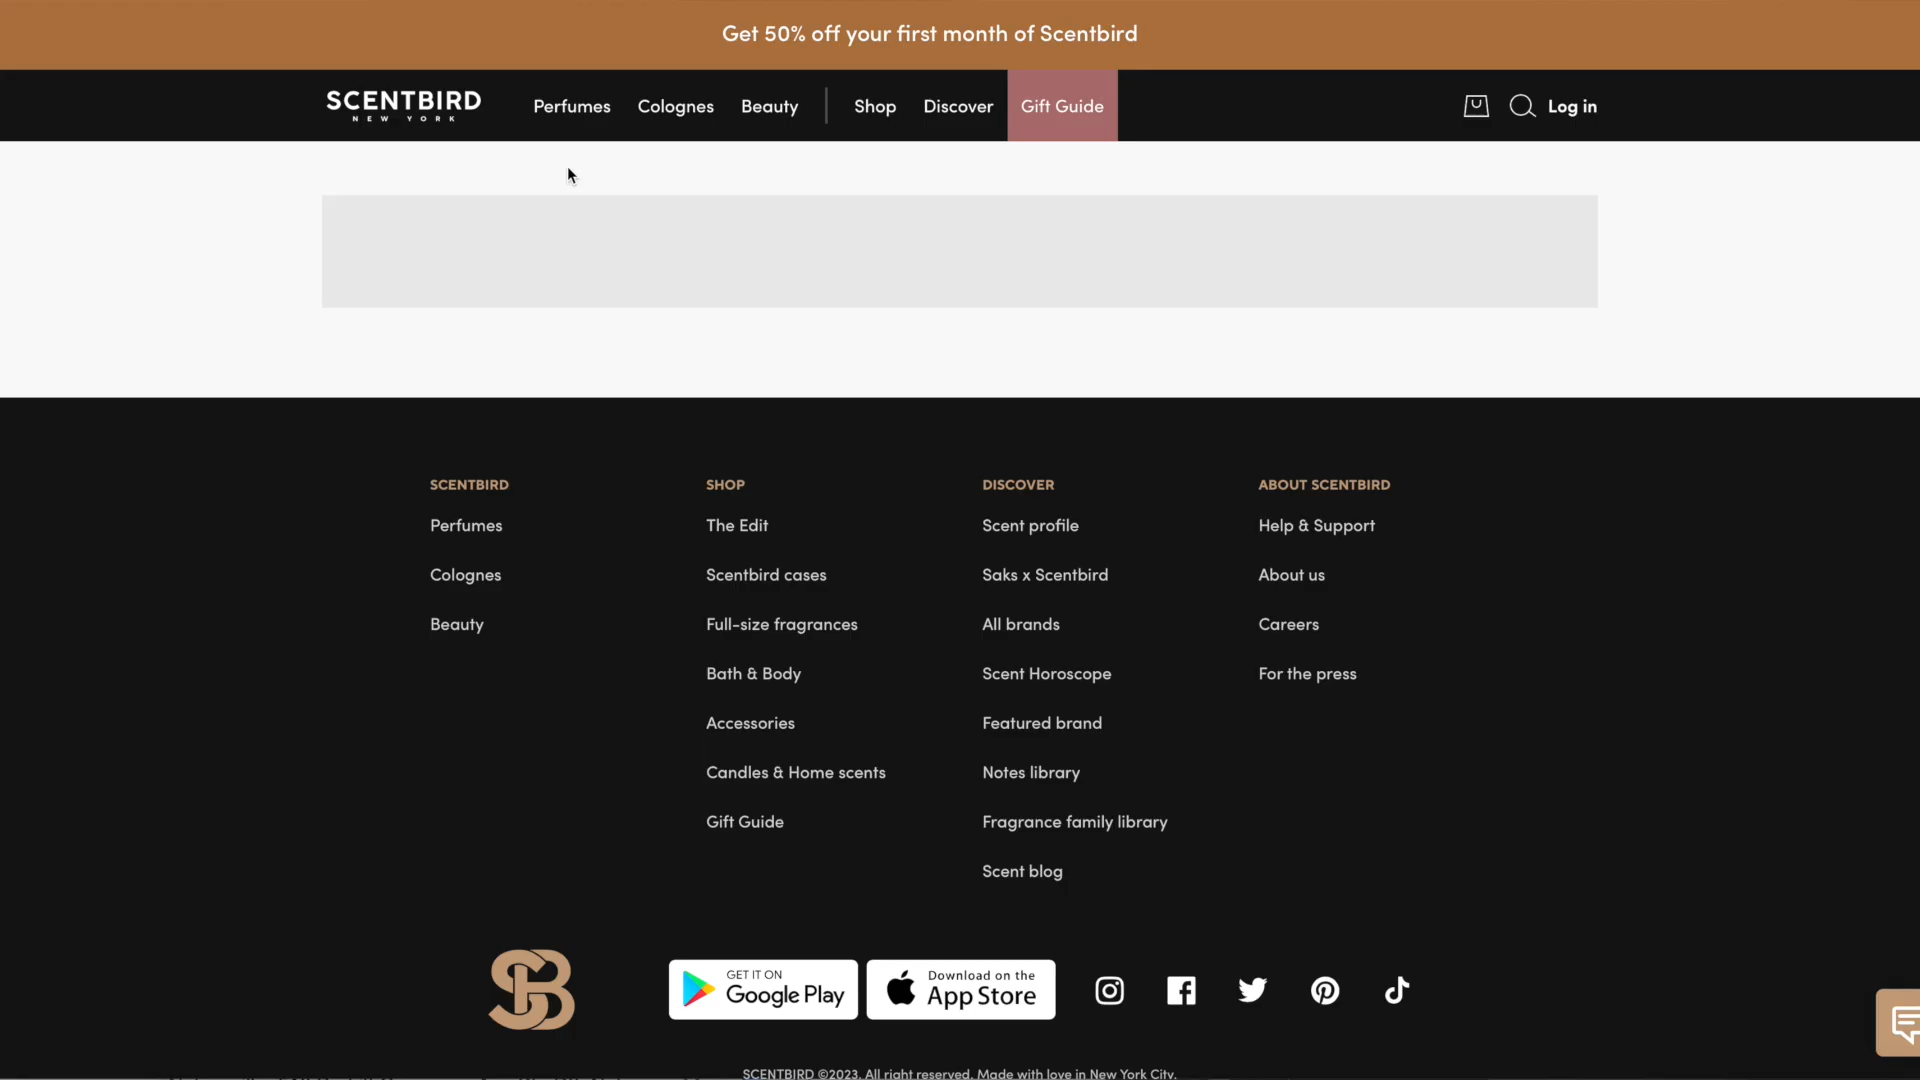 Get 50% off your first month of Scentbird
SCENTBIRD
NEW YORK
Perfumes
Colognes
Beauty
Shop
Discover
Gift Guide
Log in
SCENTBIRD
Perfumes
Colognes
Beauty
SHOP
The Edit
Scentbird cases
Full-size fragrances
Bath & Body
Accessories
Candles & Home scents
Gift Guide
DISCOVER
Scent profile
Saks x Scentbird
All brands
Scent Horoscope
Featured brand
Notes library
Fragrance family library
Scent blog
ABOUT SCENTBIRD
Help & Support
About us
Careers
For the press
SB
GET IT ON
Google Play
Download on the
App Store
SCENTBIRD ©2023. All right reserved. Made with love in New York City.